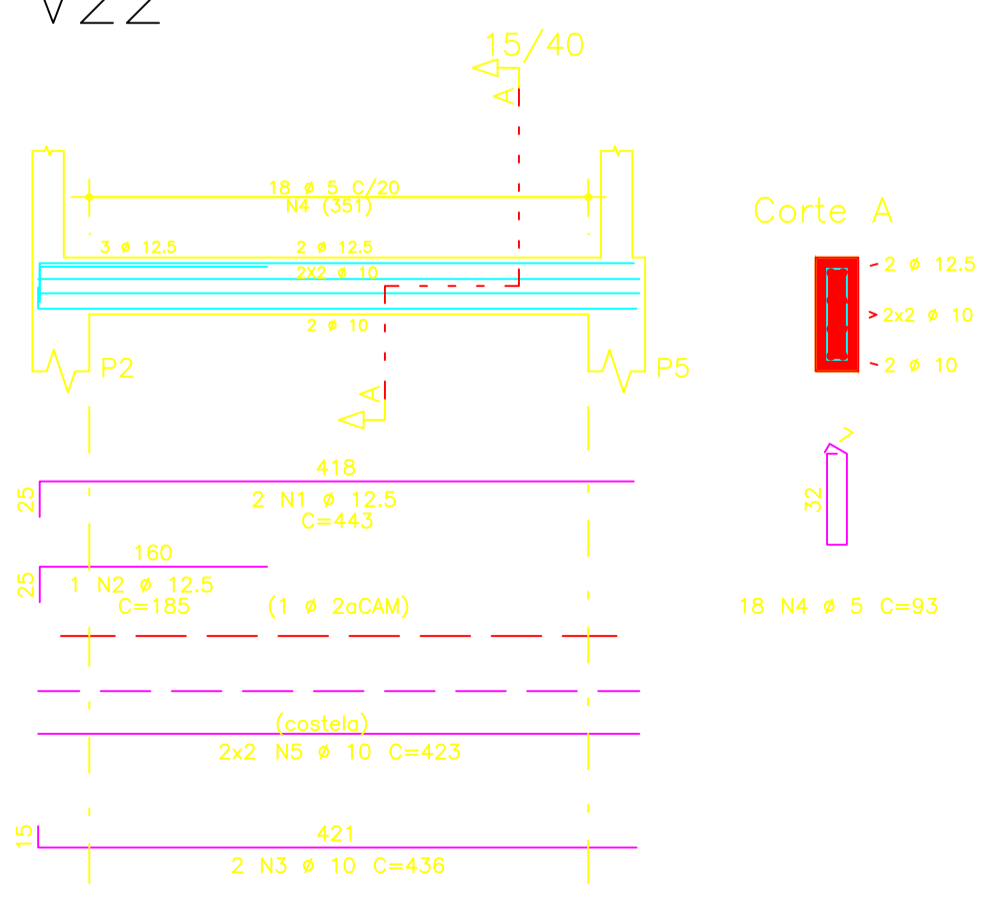 V22
15/40
A
18 ø 5 C/20
N4 (351)
3 ø 12.5
2 ø 12.5
2X2 ø 10
2 ø 10
P2
P5
A
Corte A
2 ø 12.5
2x2 ø 10
2 ø 10
418
25
2 N1 ø 12.5
C=443
160
25
1 N2 ø 12.5
C=185
(1 ø 2aCAM)
7
32
18 N4 ø 5 C=93
(costela)
2x2 N5 ø 10 C=423
15
421
2 N3 ø 10 C=436